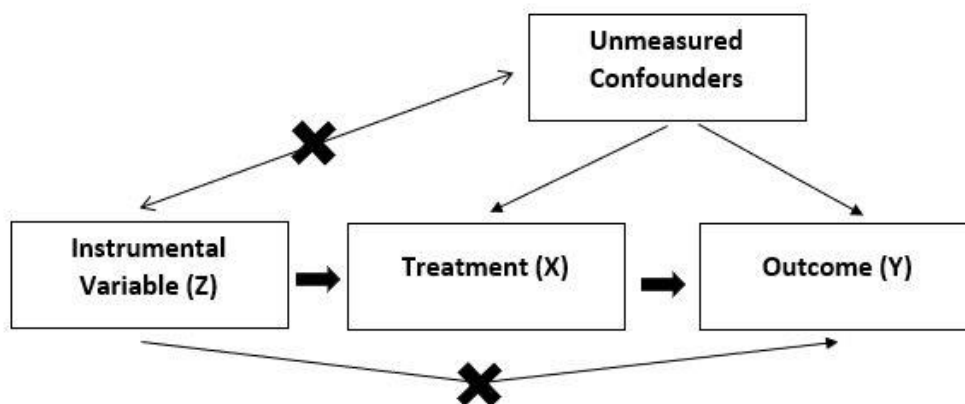 Unmeasured
Confounders
Instrumental
Variable (Z)
Treatment (X)
Outcome (Y)